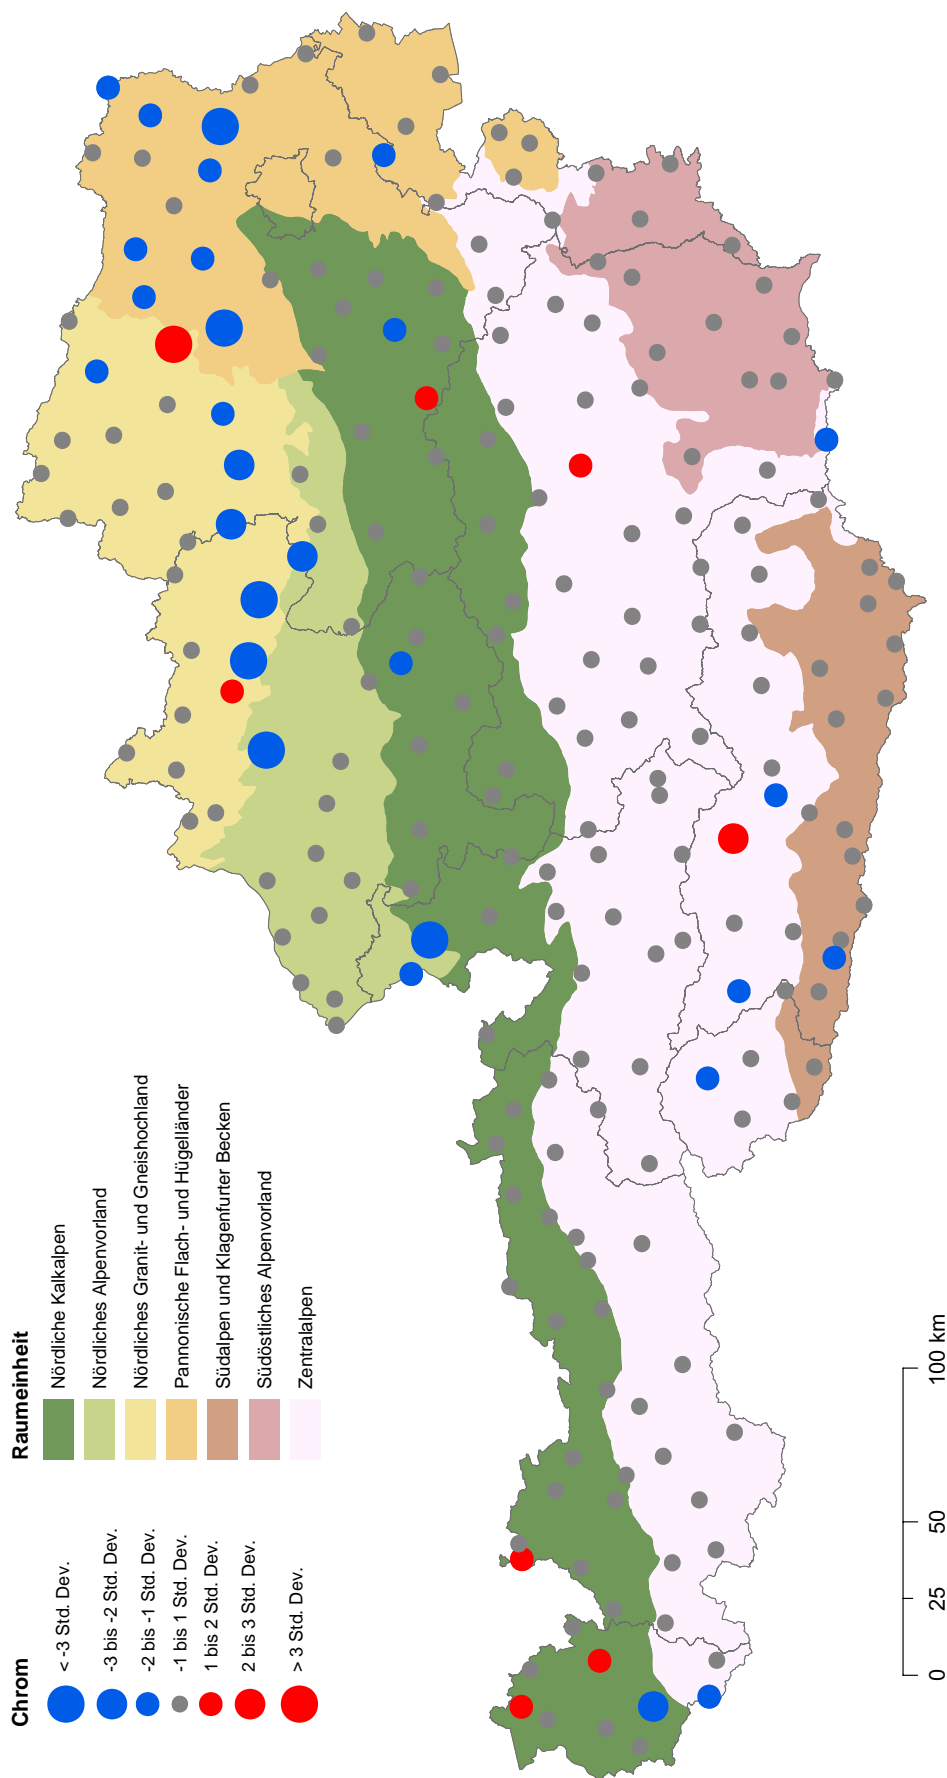 Chrom
< -3 Std. Dev.
-3 bis -2 Std. Dev.
-2 bis -1 Std. Dev.
-1 bis 1 Std. Dev.
1 bis 2 Std. Dev.
2 bis 3 Std. Dev.
> 3 Std. Dev.
Raumeinheit
Nördliche Kalkalpen
Nördliches Alpenvorland
Nördliches Granit- und Gneishochland
Pannonische Flach- und Hügelländer
Südalpen und Klagenfurter Becken
Südöstliches Alpenvorland
Zentralalpen
0 25 50 100 km